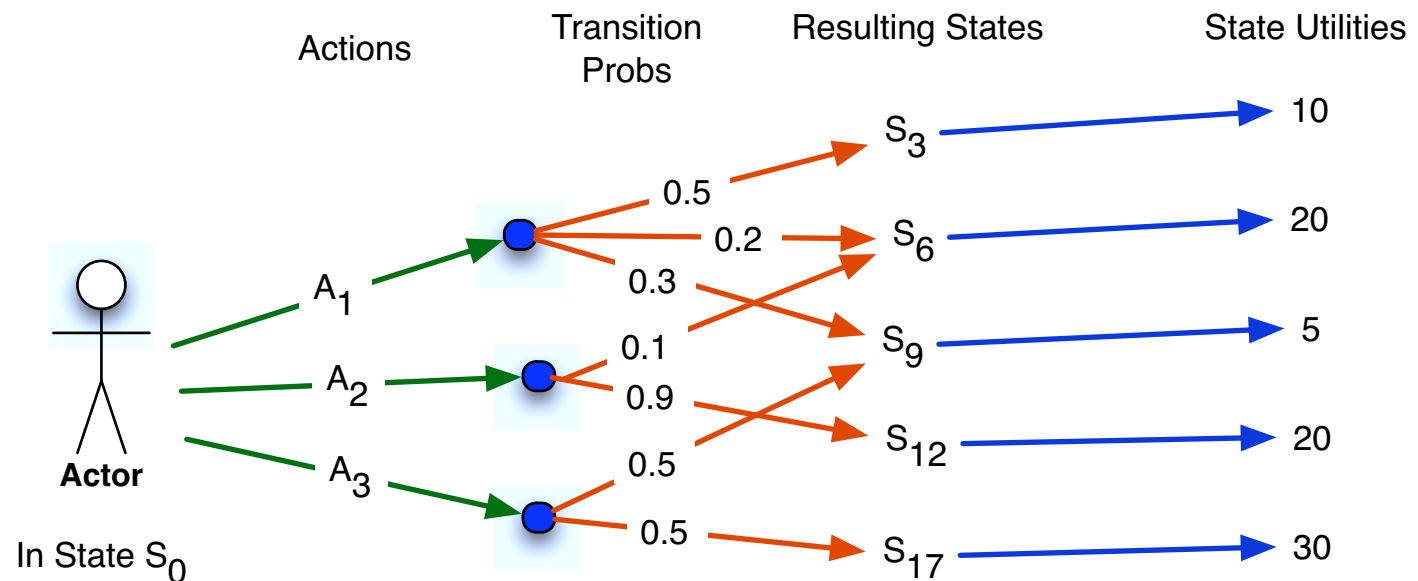 Actions
Transition
Probs
Resulting States
State Utilities
S3
10
0.5
S6
20
0.2
A1
0.3
S9
5
0.1
A2
0.9
S12
20
0.5
A3
Actor
0.5
S17
30
In State S0